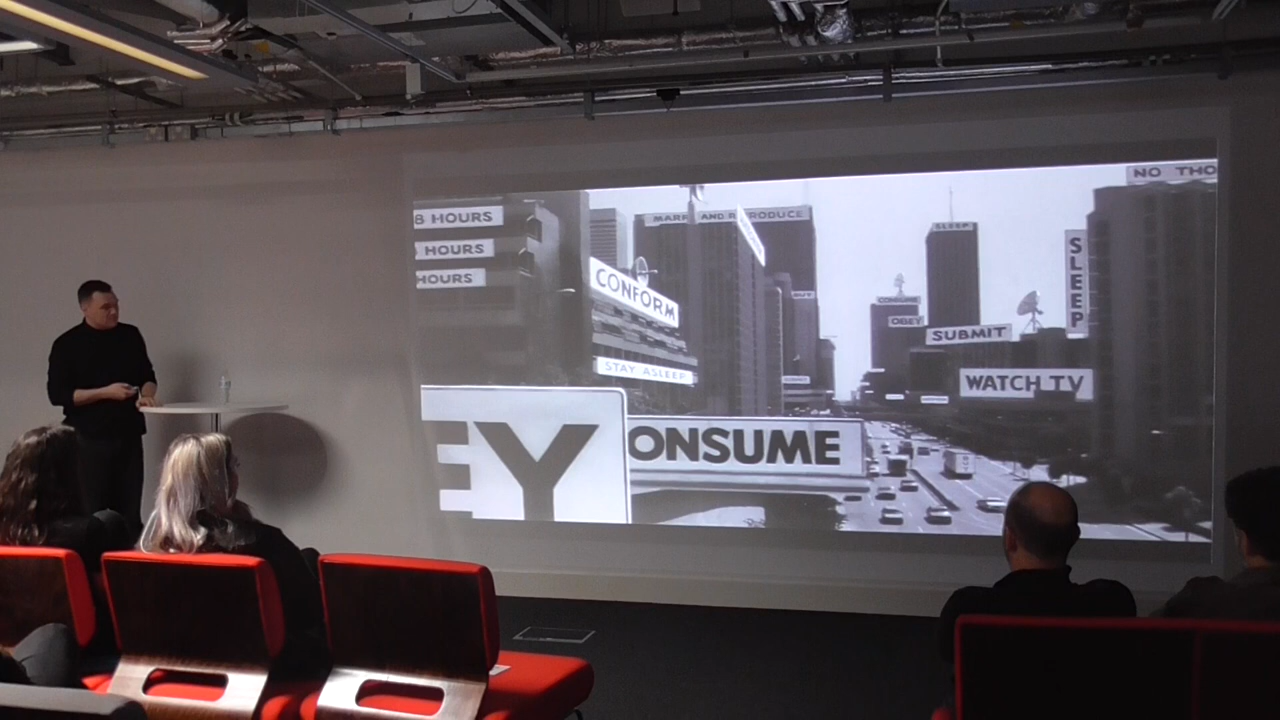 8 HOURS
HOURS
HOURS
MARRY AND REPRODUCE
CONFORM
STAY ASLEEP
EY
ONSUME
BUY
SLEEP
CONSUME
OBEY
SUBMIT
WATCH TV
SLEEP
NO THO